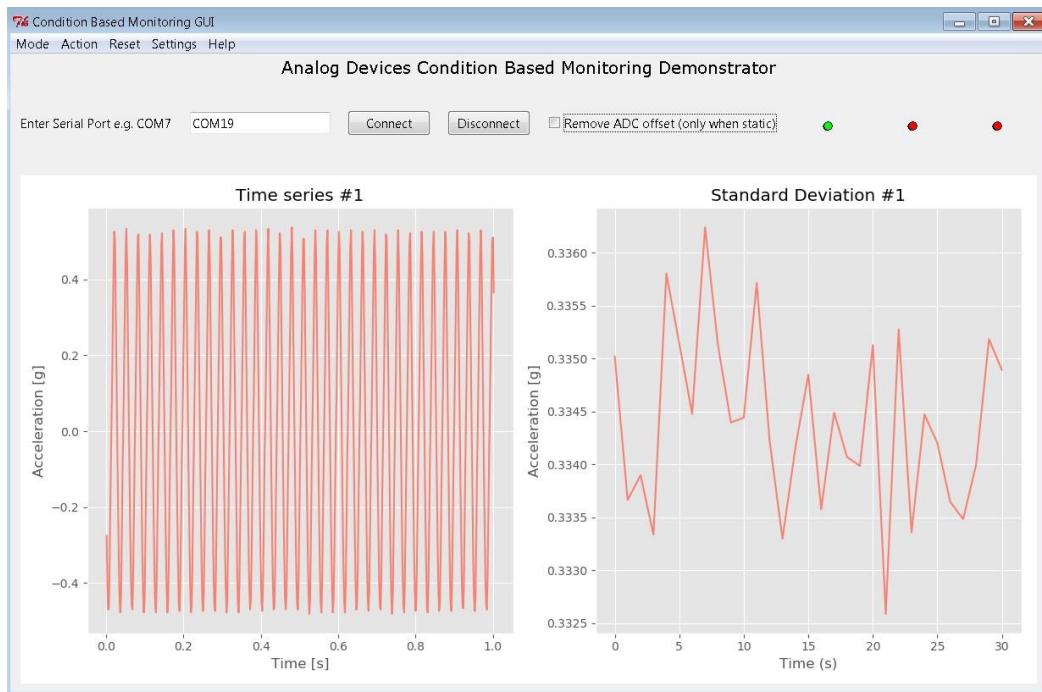 Condition Based Monitoring GUI
Mode Action Reset Settings Help
Analog Devices Condition Based Monitoring Demonstrator
Enter Serial Port e.g. COM7 COM19 Connect Disconnect Remove ADC offset (only when static)
Time series #1
Acceleration [g]
0.4
0.2
0.0
−0.2
−0.4
0.0 0.2 0.4 0.6 0.8 1.0
Time [s]
Standard Deviation #1
Acceleration [g]
0.3360
0.3355
0.3350
0.3345
0.3340
0.3335
0.3330
0.3325
0 5 10 15 20 25 30
Time (s)